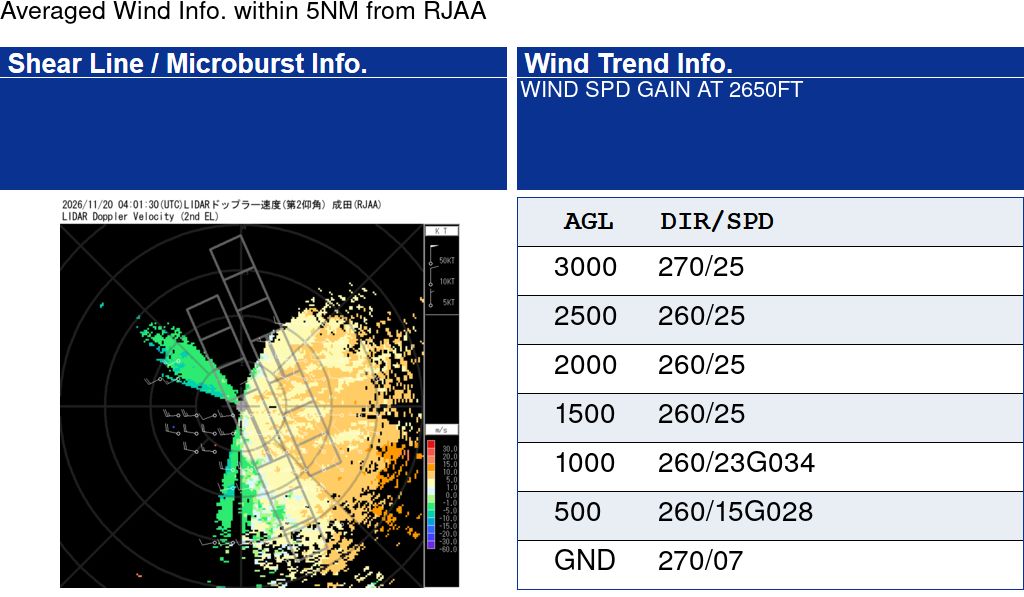 Averaged Wind Info. within 5NM from RJAA
Shear Line / Microburst Info.
Wind Trend Info.
WIND SPD GAIN AT 2650FT
2026/11/20 04:01:30(UTC)LIDARドップラー速度(第2仰角) 成田(RJAA)
LIDAR Doppler Velocity (2nd EL)
K T
50KT
10KT
5KT
m/s
30.0
20.0
15.0
10.0
5.0
1.0
0.0
-1.0
-5.0
-10.0
-15.0
-20.0
-30.0
-60.0
AGL DIR/SPD
3000 270/25
2500 260/25
2000 260/25
1500 260/25
1000 260/23G034
500 260/15G028
GND 270/07